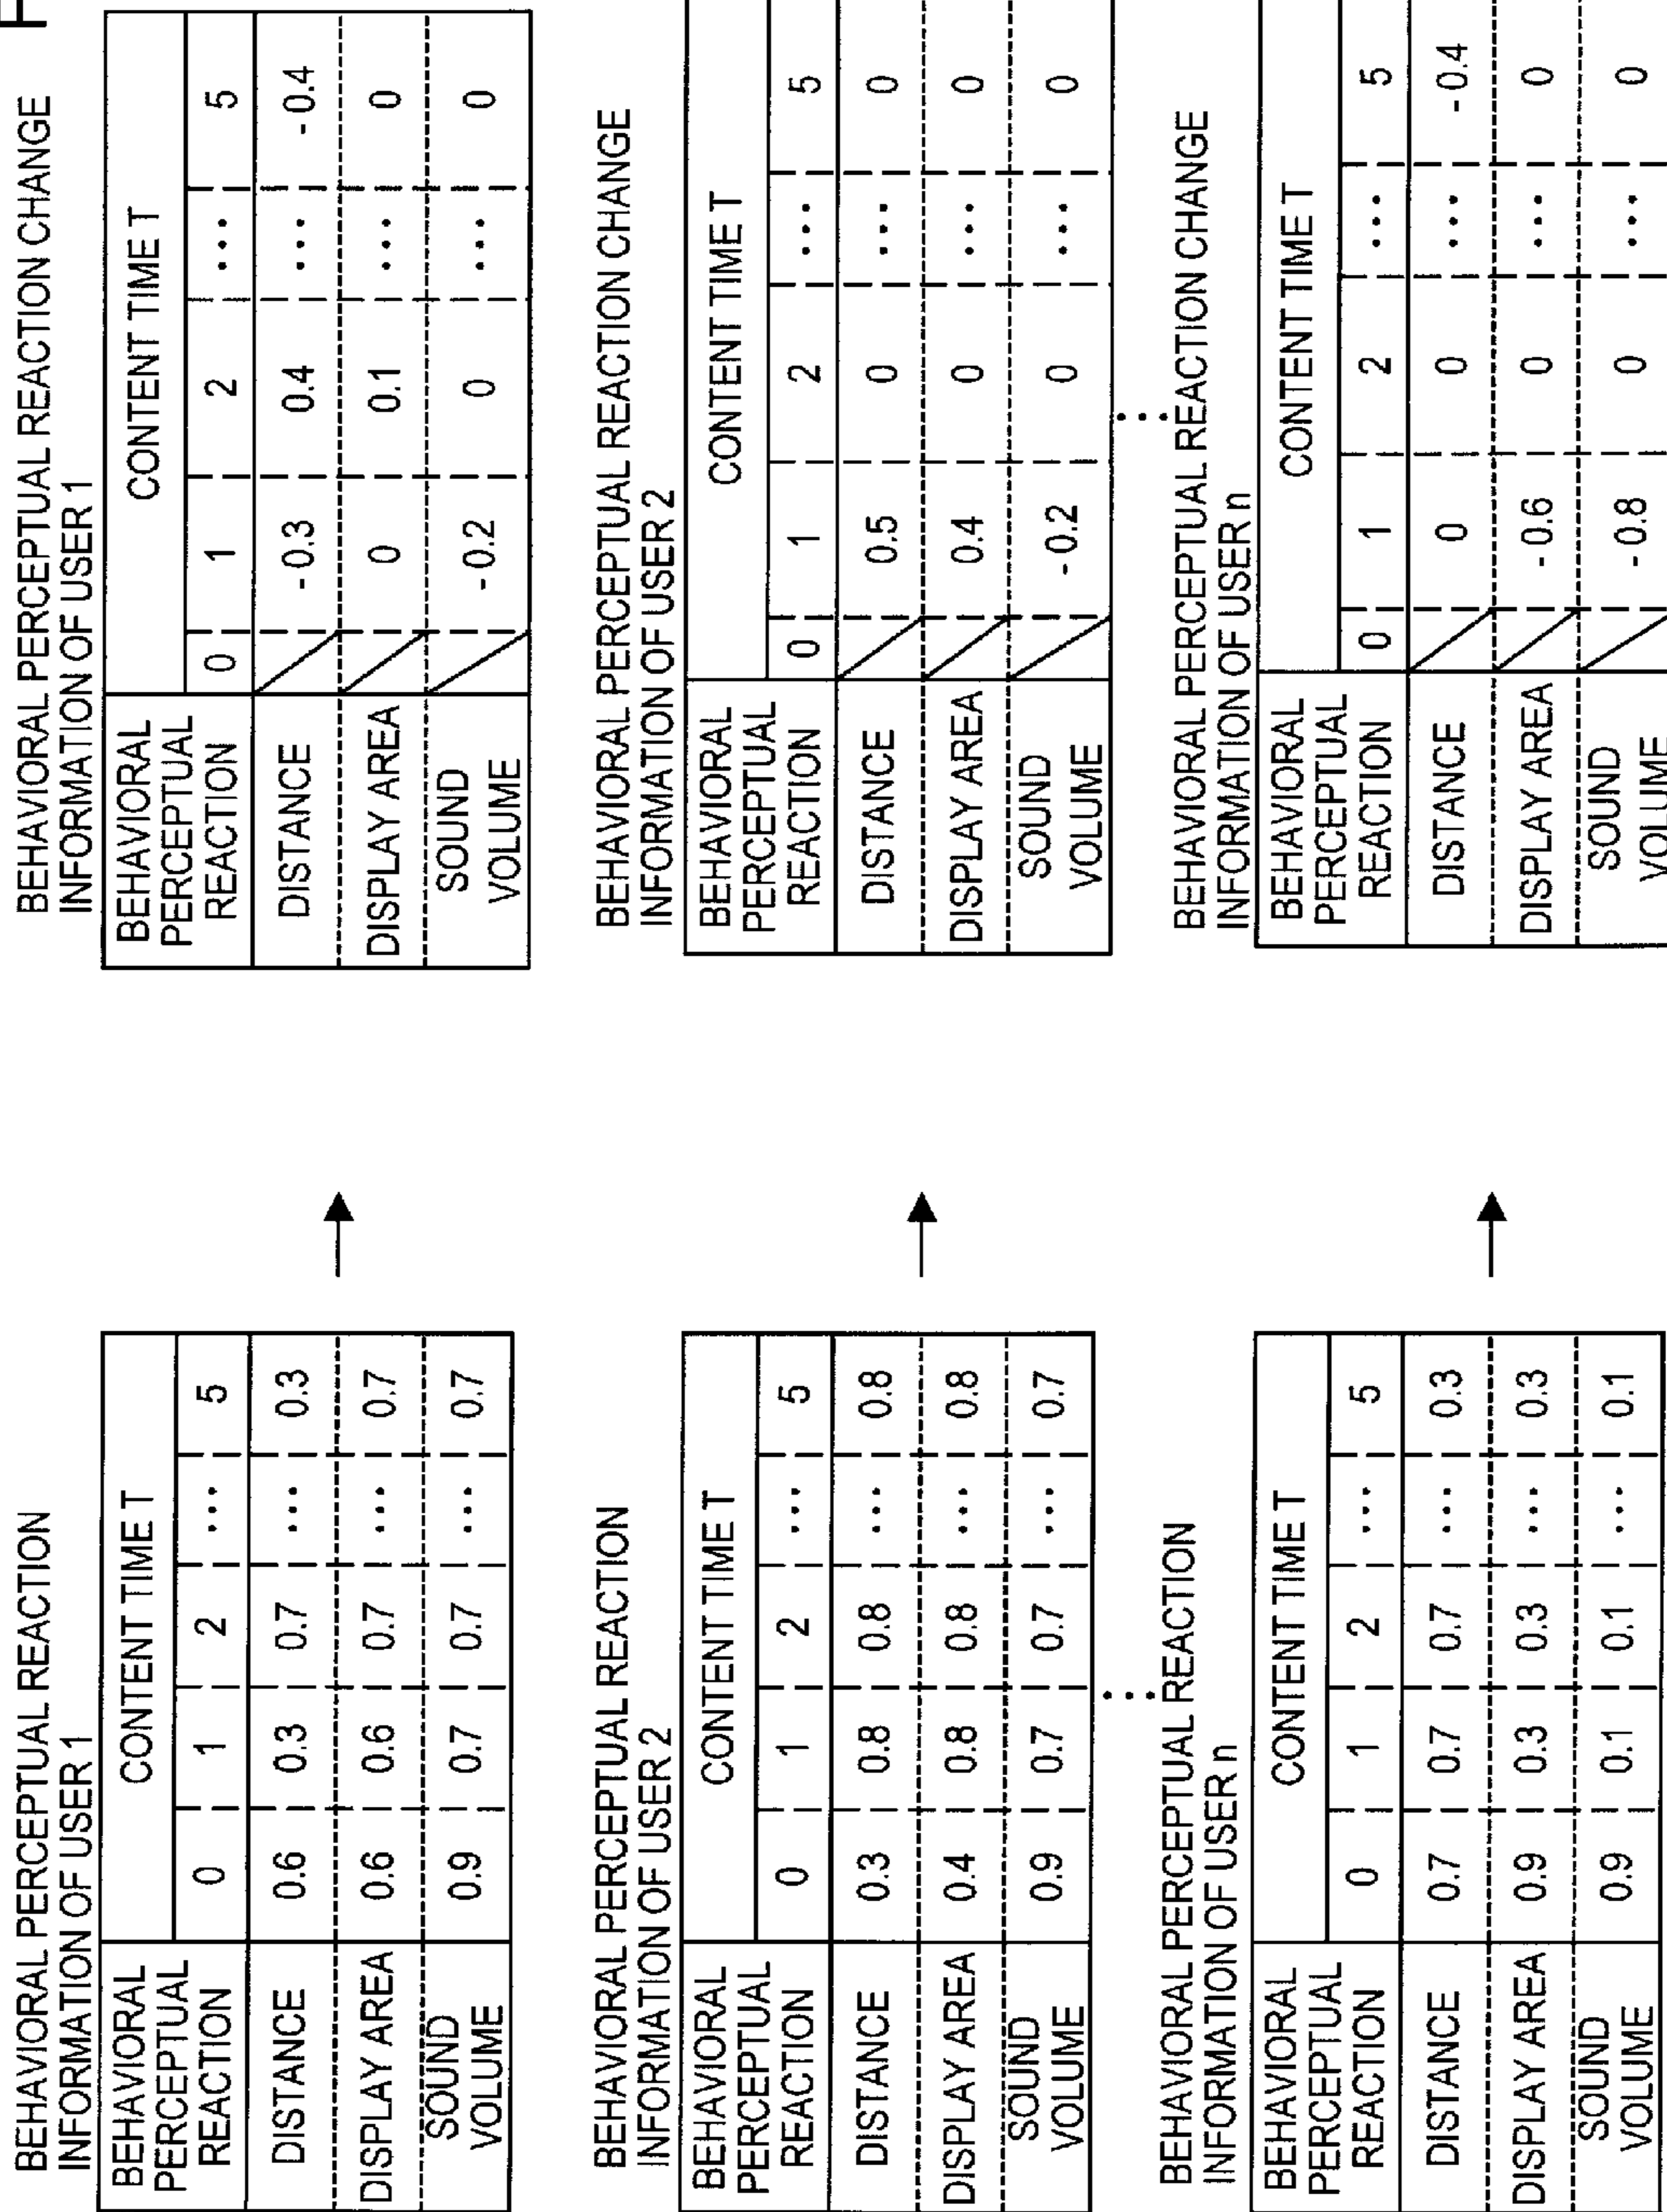 BEHAVIORAL PERCEPTUAL REACTION
INFORMATION OF USER 1
BEHAVIORAL PERCEPTUAL REACTION CONTENT TIME T
0 1 2 ... 5
DISTANCE 0.6 0.3 0.7 ... 0.3
DISPLAY AREA 0.6 0.6 0.7 ... 0.7
SOUND VOLUME 0.9 0.7 0.7 ... 0.7
BEHAVIORAL PERCEPTUAL REACTION CHANGE
INFORMATION OF USER 1
BEHAVIORAL PERCEPTUAL REACTION CONTENT TIME T
0 1 2 ... 5
DISTANCE -0.3 0.4 ... -0.4
DISPLAY AREA 0 0.1 ... 0
SOUND VOLUME -0.2 0 ... 0
BEHAVIORAL PERCEPTUAL REACTION
INFORMATION OF USER 2
BEHAVIORAL PERCEPTUAL REACTION CONTENT TIME T
0 1 2 ... 5
DISTANCE 0.3 0.8 0.8 ... 0.8
DISPLAY AREA 0.4 0.8 0.8 ... 0.8
SOUND VOLUME 0.9 0.7 0.7 ... 0.7
BEHAVIORAL PERCEPTUAL REACTION CHANGE
INFORMATION OF USER 2
BEHAVIORAL PERCEPTUAL REACTION CONTENT TIME T
0 1 2 ... 5
DISTANCE 0.5 0 ... 0
DISPLAY AREA 0.4 0 ... 0
SOUND VOLUME -0.2 0 ... 0
...
...
BEHAVIORAL PERCEPTUAL REACTION
INFORMATION OF USER n
BEHAVIORAL PERCEPTUAL REACTION CONTENT TIME T
0 1 2 ... 5
DISTANCE 0.7 0.7 0.7 ... 0.3
DISPLAY AREA 0.9 0.3 0.3 ... 0.3
SOUND VOLUME 0.9 0.1 0.1 ... 0.1
BEHAVIORAL PERCEPTUAL REACTION CHANGE
INFORMATION OF USER n
BEHAVIORAL PERCEPTUAL REACTION CONTENT TIME T
0 1 2 ... 5
DISTANCE 0 0 ... -0.4
DISPLAY AREA -0.6 0 ... 0
SOUND VOLUME -0.8 0 ... 0